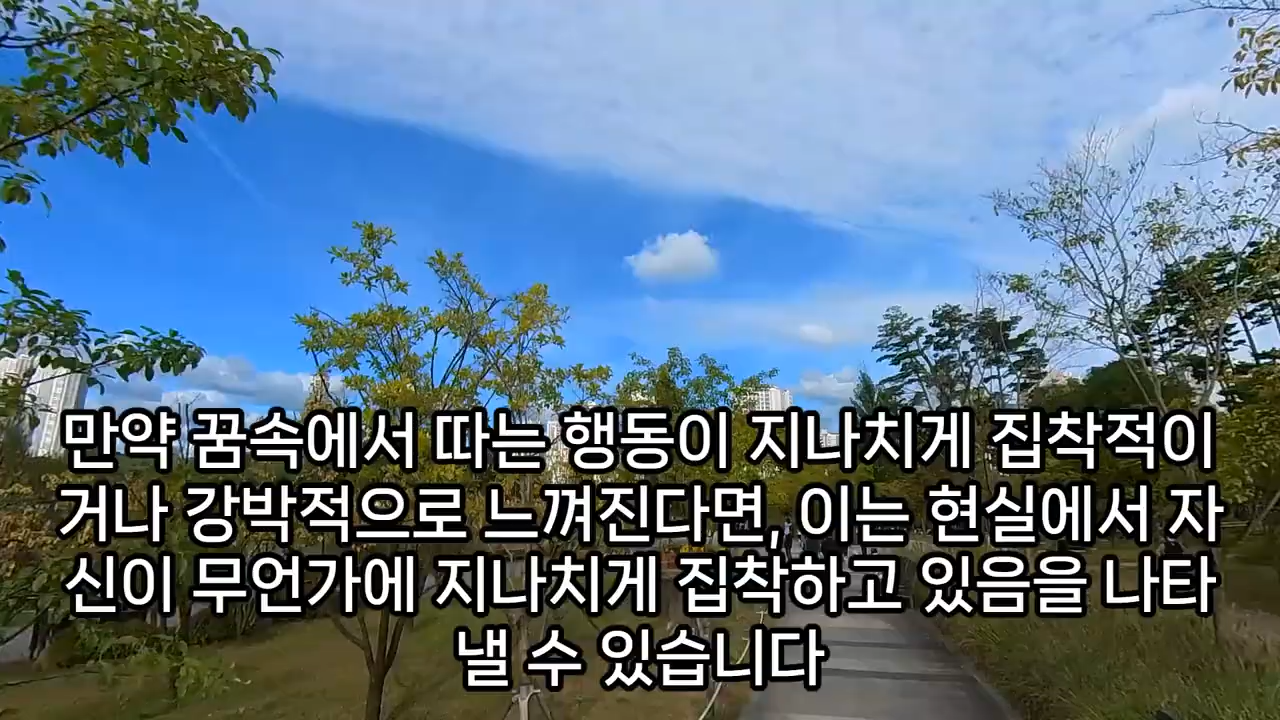 만약 꿈속에서 따는 행동이 지나치게 집착적이
거나 강박적으로 느껴진다면, 이는 현실에서 자
신이 무언가에 지나치게 집착하고 있음을 나타
낼 수 있습니다